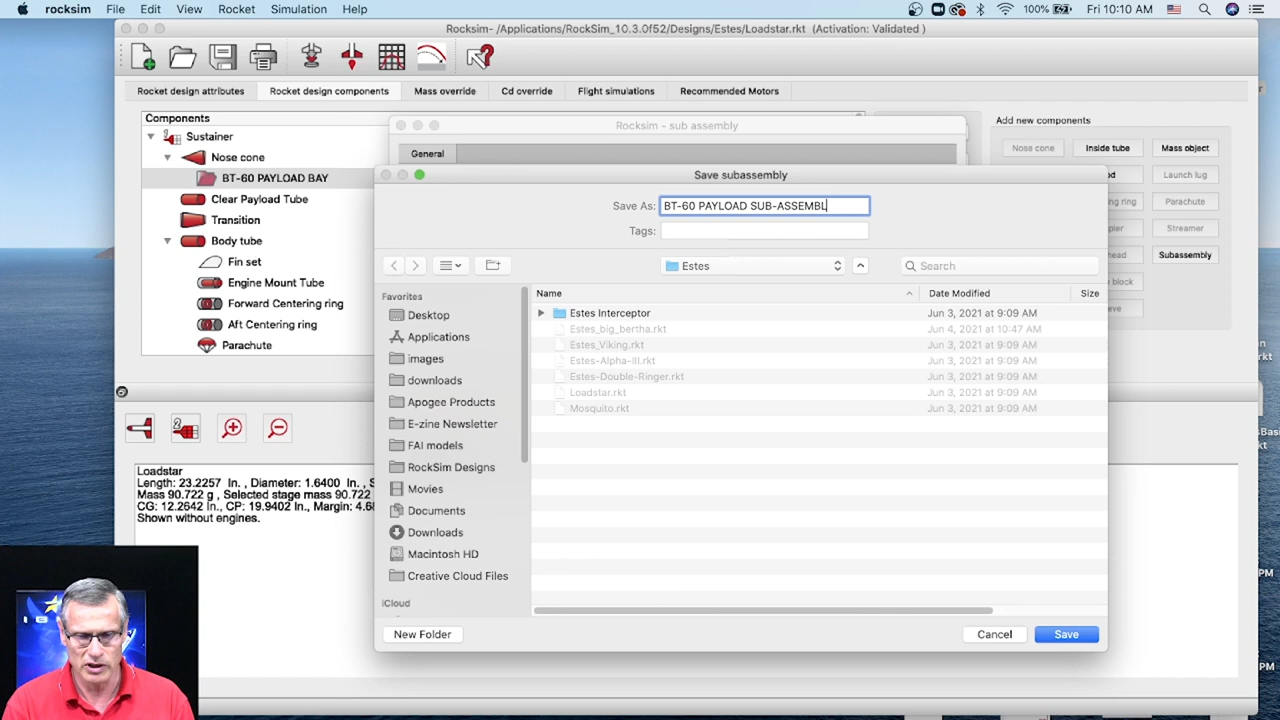 rocksim File Edit View Rocket Simulation Help 100% Fri 10:10 AM
Rocksim- /Applications/RockSim_10.3.0f52/Designs/Estes/Loadstar.rkt (Activation: Validated )
Rocket design attributes Rocket design components Mass override Cd override Flight simulations Recommended Motors
Components
Sustainer
Nose cone
BT-60 PAYLOAD BAY
Clear Payload Tube
Transition
Body tube
Fin set
Engine Mount Tube
Forward Centering ring
Aft Centering ring
Parachute
Rocksim - sub assembly
General
Add new components
Nose cone Inside tube Mass object
Launch lug
Parachute
Streamer
Subassembly
Save subassembly
Save As: BT-60 PAYLOAD SUB-ASSEMBL
Tags:
Estes
Search
Favorites
Desktop
Applications
images
downloads
Apogee Products
E-zine Newsletter
FAI models
RockSim Designs
Movies
Documents
Downloads
Macintosh HD
Creative Cloud Files
iCloud
Name Date Modified Size
Estes Interceptor Jun 3, 2021 at 9:09 AM
Estes_big_bertha.rkt Jun 4, 2021 at 10:47 AM
Estes_Viking.rkt Jun 3, 2021 at 9:09 AM
Estes-Alpha-III.rkt Jun 3, 2021 at 9:09 AM
Estes-Double-Ringer.rkt Jun 3, 2021 at 9:09 AM
Loadstar.rkt Jun 3, 2021 at 9:09 AM
Mosquito.rkt Jun 3, 2021 at 9:09 AM
New Folder Cancel Save
Loadstar
Length: 23.2257 In. , Diameter: 1.6400 In. , S
Mass 90.722 g , Selected stage mass 90.722
CG: 12.2642 In., CP: 19.9402 In., Margin: 4.68
Shown without engines.